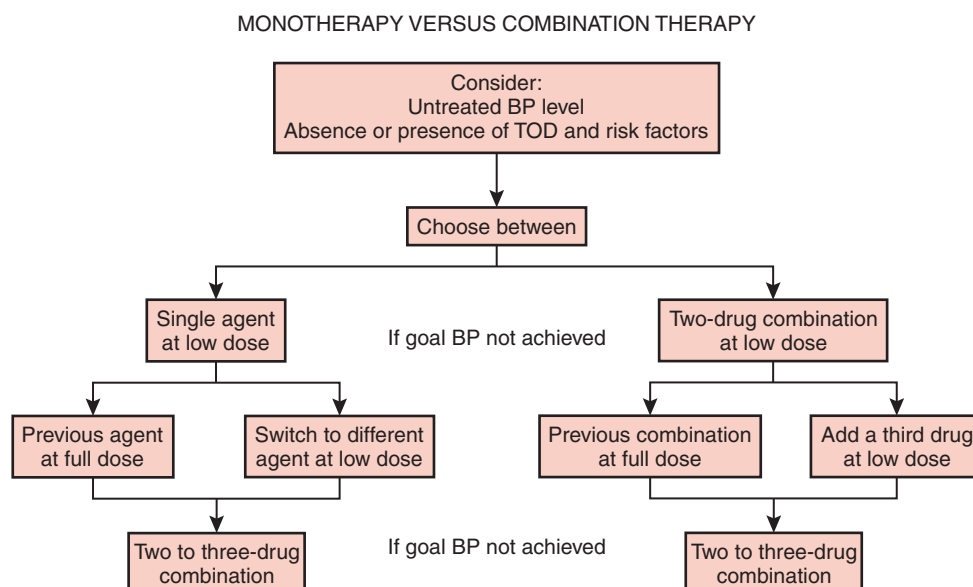 MONOTHERAPY VERSUS COMBINATION THERAPY
Consider:
Untreated BP level
Absence or presence of TOD and risk factors
Choose between
Single agent
at low dose
If goal BP not achieved
Two-drug combination
at low dose
Previous agent
at full dose
Switch to different
agent at low dose
Previous combination
at full dose
Add a third drug
at low dose
Two to three-drug
combination
If goal BP not achieved
Two to three-drug
combination